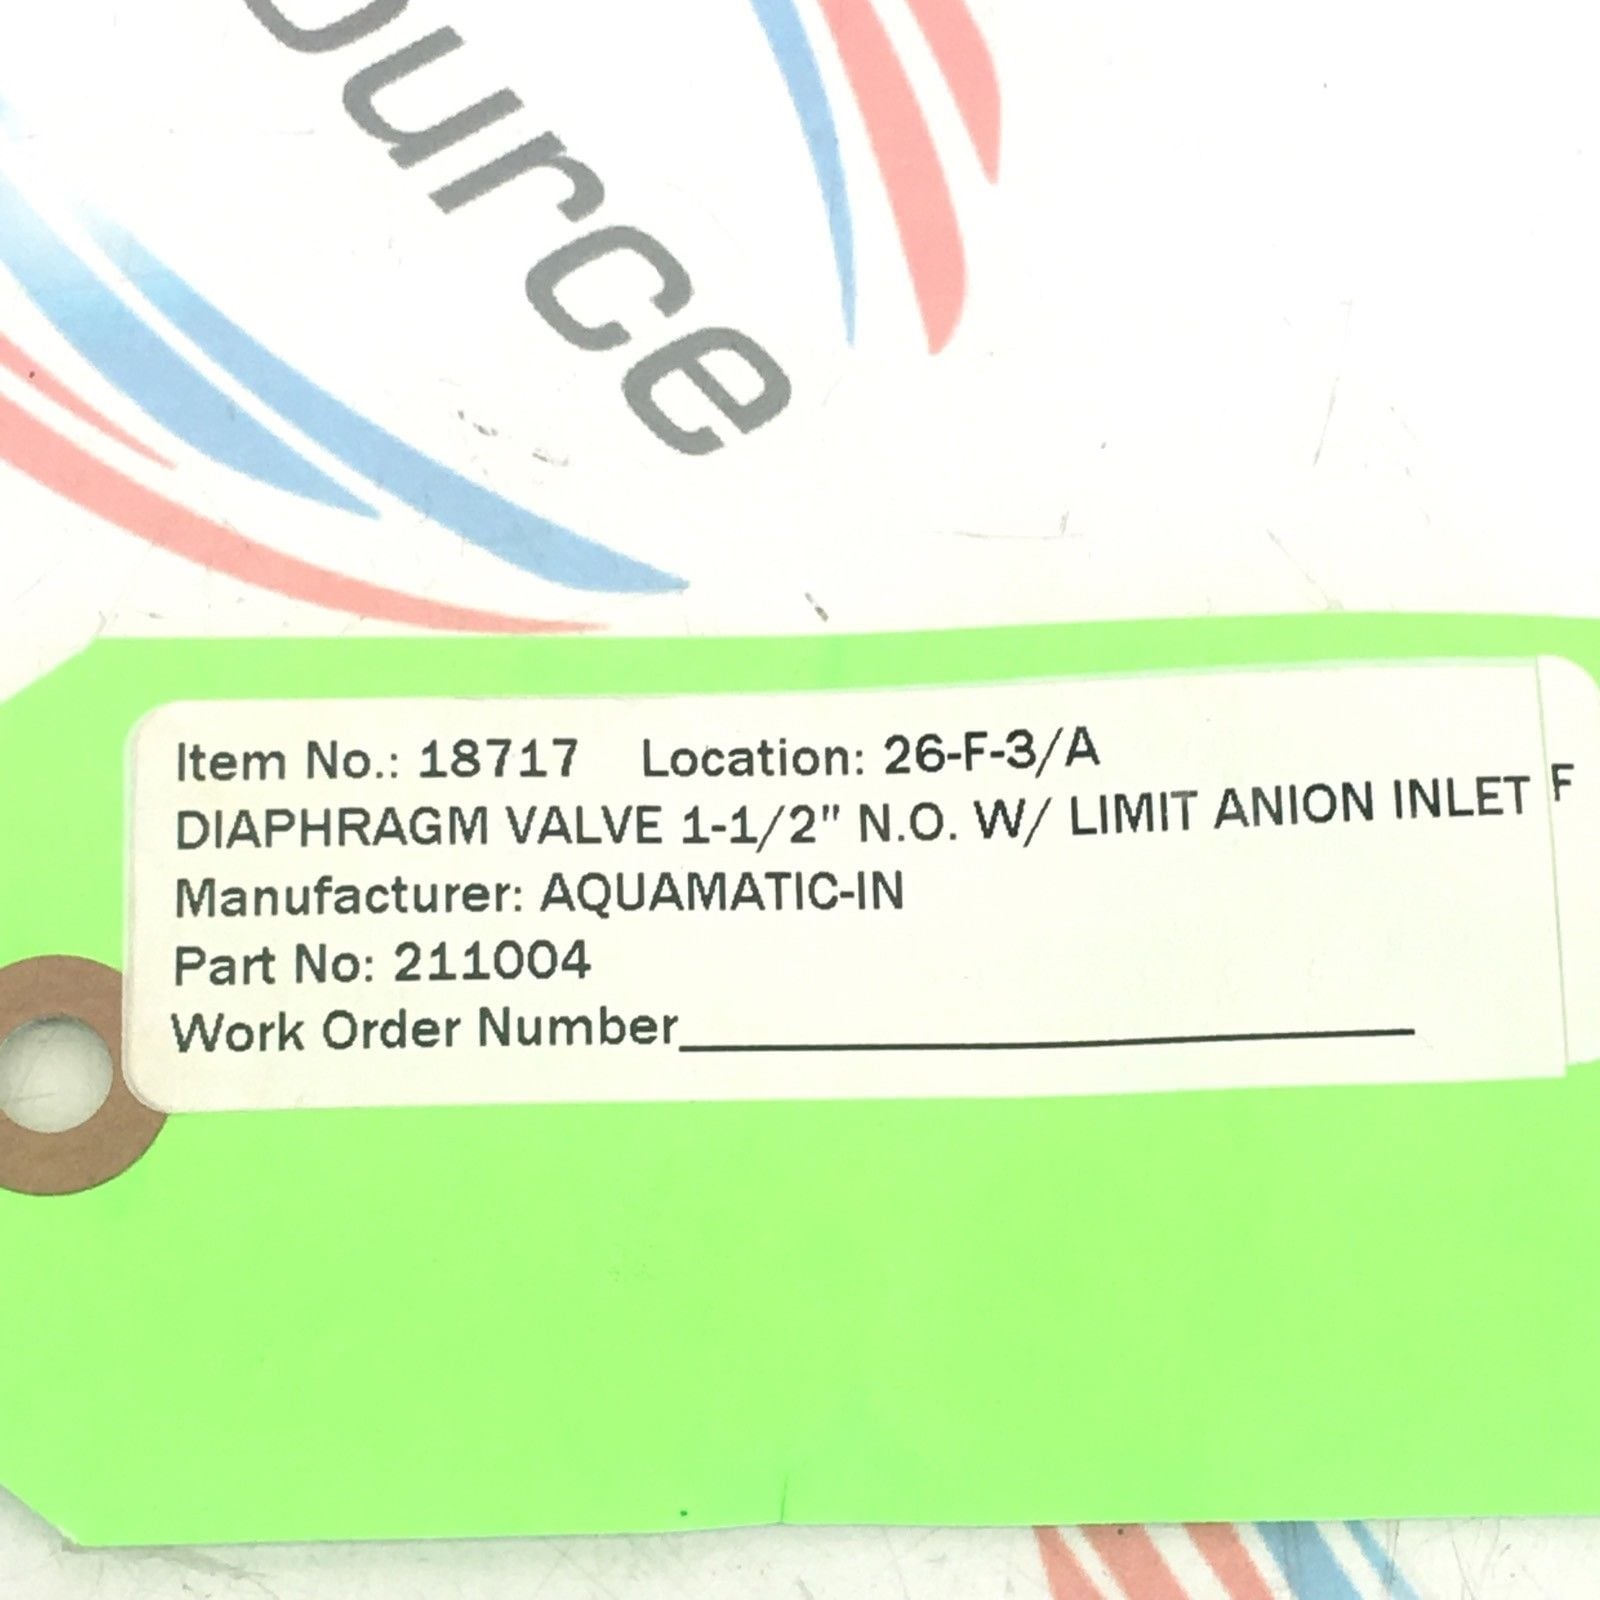 ource
Item No.: 18717 Location: 26-F-3/A
DIAPHRAGM VALVE 1-1/2" N.O. W/ LIMIT ANION INLET F
Manufacturer: AQUAMATIC-IN
Part No: 211004
Work Order Number